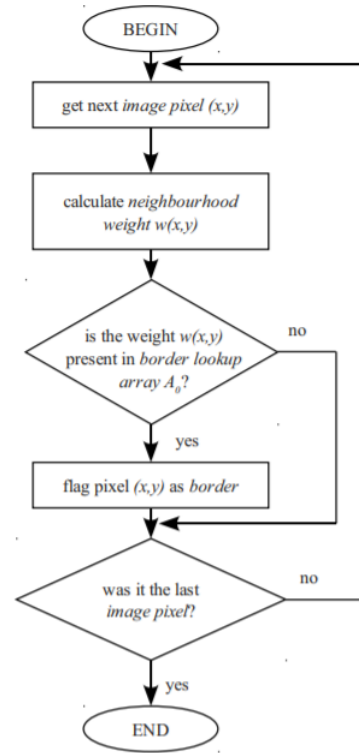 BEGIN
get next image pixel (x,y)
calculate neighbourhood
weight w(x,y)
is the weight w(x,y)
present in border lookup
array A₀?
no
yes
flag pixel (x,y) as border
was it the last
image pixel?
no
yes
END